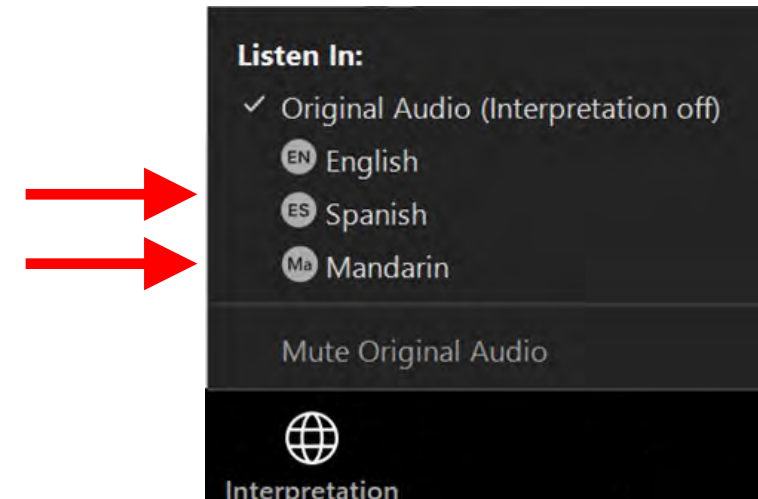 Listen In:
Original Audio (Interpretation off)
EN English
ES Spanish
Ma Mandarin
Mute Original Audio
Interpretation